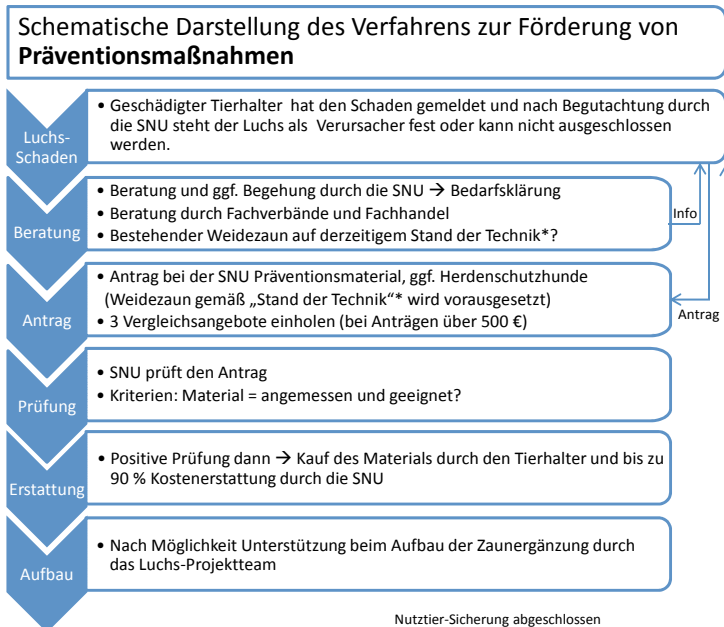 Schematische Darstellung des Verfahrens zur Förderung von
Präventionsmaßnahmen
Luchs-
Schaden
• Geschädigter Tierhalter hat den Schaden gemeldet und nach Begutachtung durch
die SNU steht der Luchs als Verursacher fest oder kann nicht ausgeschlossen
werden.
Beratung
• Beratung und ggf. Begehung durch die SNU → Bedarfsklärung
• Beratung durch Fachverbände und Fachhandel
• Bestehender Weidezaun auf derzeitigem Stand der Technik*?
Info
Antrag
• Antrag bei der SNU Präventionsmaterial, ggf. Herdenschutzhunde
(Weidezaun gemäß „Stand der Technik“* wird vorausgesetzt)
• 3 Vergleichsangebote einholen (bei Anträgen über 500 €)
Antrag
Prüfung
• SNU prüft den Antrag
• Kriterien: Material = angemessen und geeignet?
Erstattung
• Positive Prüfung dann → Kauf des Materials durch den Tierhalter und bis zu
90 % Kostenerstattung durch die SNU
Aufbau
• Nach Möglichkeit Unterstützung beim Aufbau der Zaunergänzung durch
das Luchs-Projektteam
Nutztier-Sicherung abgeschlossen